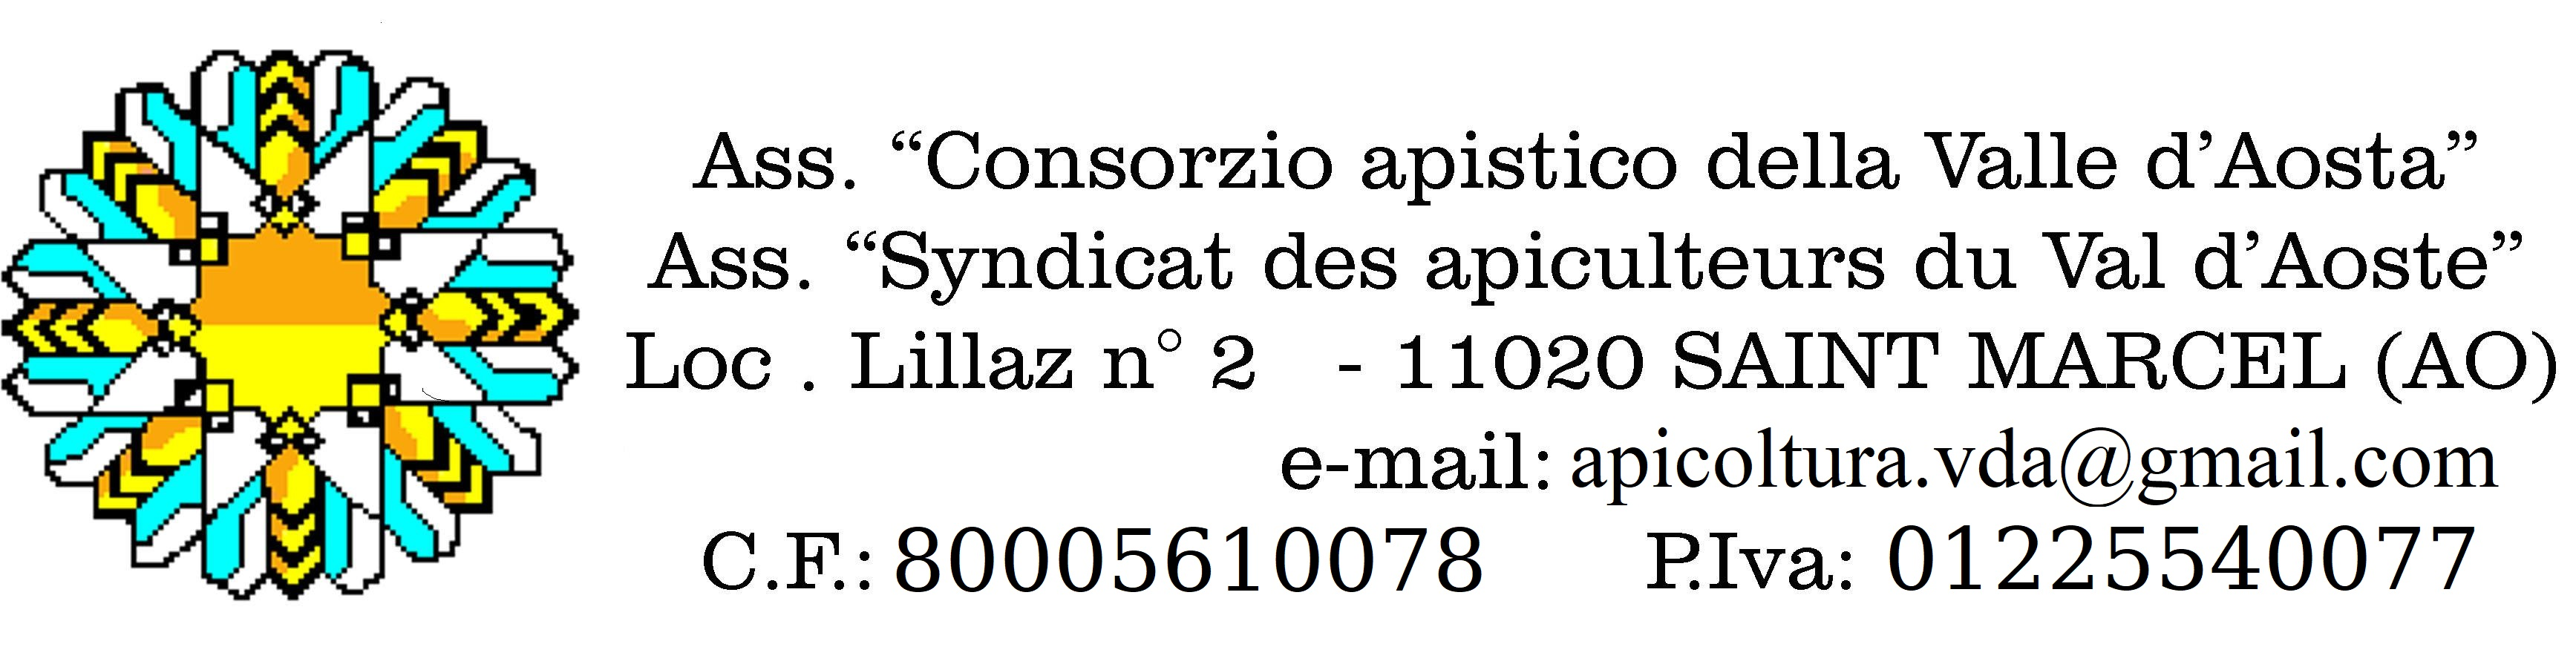 Ass. “Consorzio apistico della Valle d’Aosta”
Ass. “Syndicat des apiculteurs du Val d’Aoste”
Loc . Lillaz n° 2 - 11020 SAINT MARCEL (AO)
e-mail: apicoltura.vda@gmail.com
C.F.: 80005610078 P.Iva: 01225540077